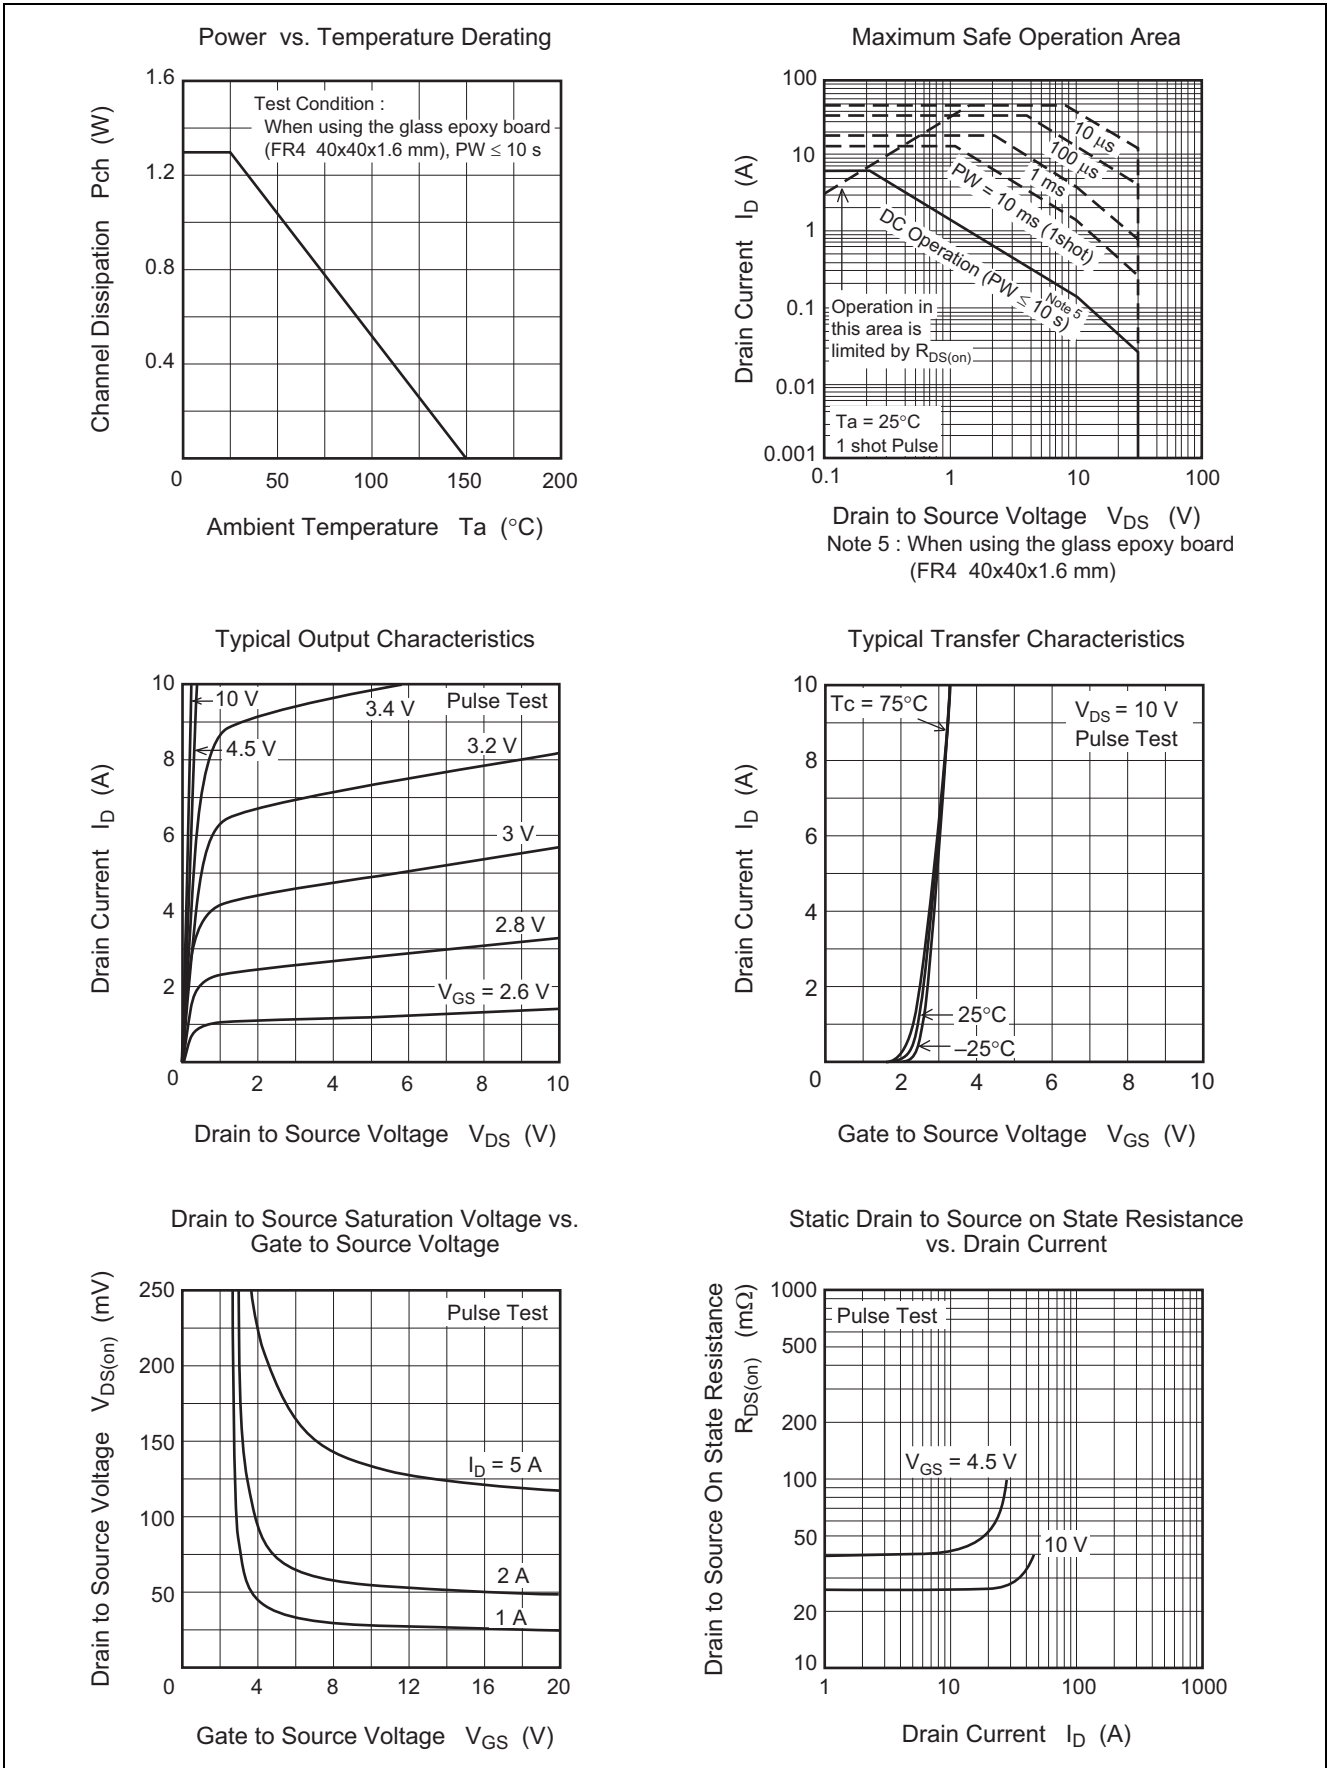 Power vs. Temperature Derating
1.6
1.2
0.8
0.4
0
50
100
150
200
Channel Dissipation Pch (W)
Test Condition :
When using the glass epoxy board
(FR4 40x40x1.6 mm), PW ≤ 10 s
Ambient Temperature Ta (°C)
Maximum Safe Operation Area
100
10
1
0.1
0.01
0.001
0.1
1
10
100
Drain Current ID (A)
10 µs
100 µs
1 ms
PW = 10 ms (1shot)
DC Operation (PW ≤ 10 s)
Note 5
Operation in
this area is
limited by RDS(on)
Ta = 25°C
1 shot Pulse
Drain to Source Voltage VDS (V)
Note 5 : When using the glass epoxy board
(FR4 40x40x1.6 mm)
Typical Output Characteristics
10
8
6
4
2
0
2
4
6
8
10
Drain Current ID (A)
10 V
4.5 V
3.4 V
Pulse Test
3.2 V
3 V
2.8 V
VGS = 2.6 V
Drain to Source Voltage VDS (V)
Typical Transfer Characteristics
10
8
6
4
2
0
2
4
6
8
10
Drain Current ID (A)
Tc = 75°C
VDS = 10 V
Pulse Test
25°C
–25°C
Gate to Source Voltage VGS (V)
Drain to Source Saturation Voltage vs.
Gate to Source Voltage
250
200
150
100
50
0
0
4
8
12
16
20
Drain to Source Voltage VDS(on) (mV)
Pulse Test
ID = 5 A
2 A
1 A
Gate to Source Voltage VGS (V)
Static Drain to Source on State Resistance
vs. Drain Current
1000
500
200
100
50
20
10
1
10
100
1000
Drain to Source On State Resistance
RDS(on) (mΩ)
Pulse Test
VGS = 4.5 V
10 V
Drain Current ID (A)